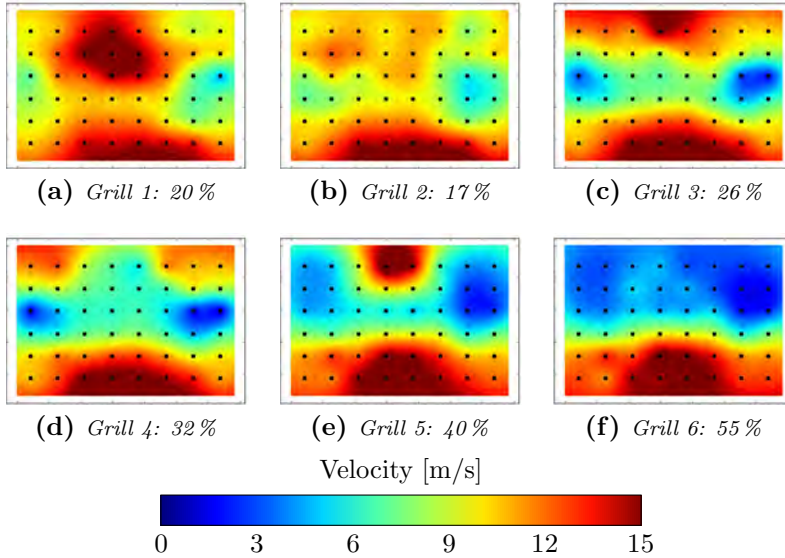 (a) Grill 1: 20 %
(b) Grill 2: 17 %
(c) Grill 3: 26 %
(d) Grill 4: 32 %
(e) Grill 5: 40 %
(f) Grill 6: 55 %
Velocity [m/s]
0 3 6 9 12 15